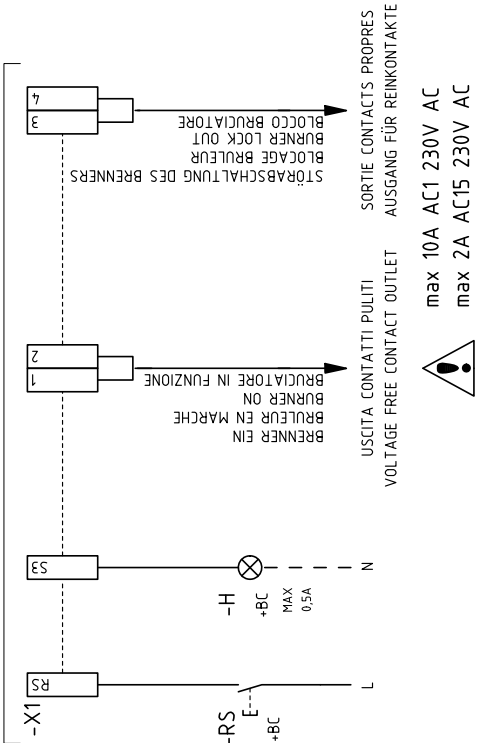 -X1
RS
S3
1
2
3
4
-RS
E
+BC
-H
+BC
MAX
0,5A
L
N
BRENNER EIN
BRULEUR EN MARCHE
BURNER ON
BRUCIATORE IN FUNZIONE
STÖRABSCHALTUNG DES BRENNERS
BLOCAGE BRULEUR
BURNER LOCK OUT
BLOCCO BRUCIATORE
USCITA CONTATTI PULITI
VOLTAGE FREE CONTACT OUTLET
SORTIE CONTACTS PROPRES
AUSGANG FÜR REINKONTAKTE
max 10A AC1 230V AC
max 2A AC15 230V AC